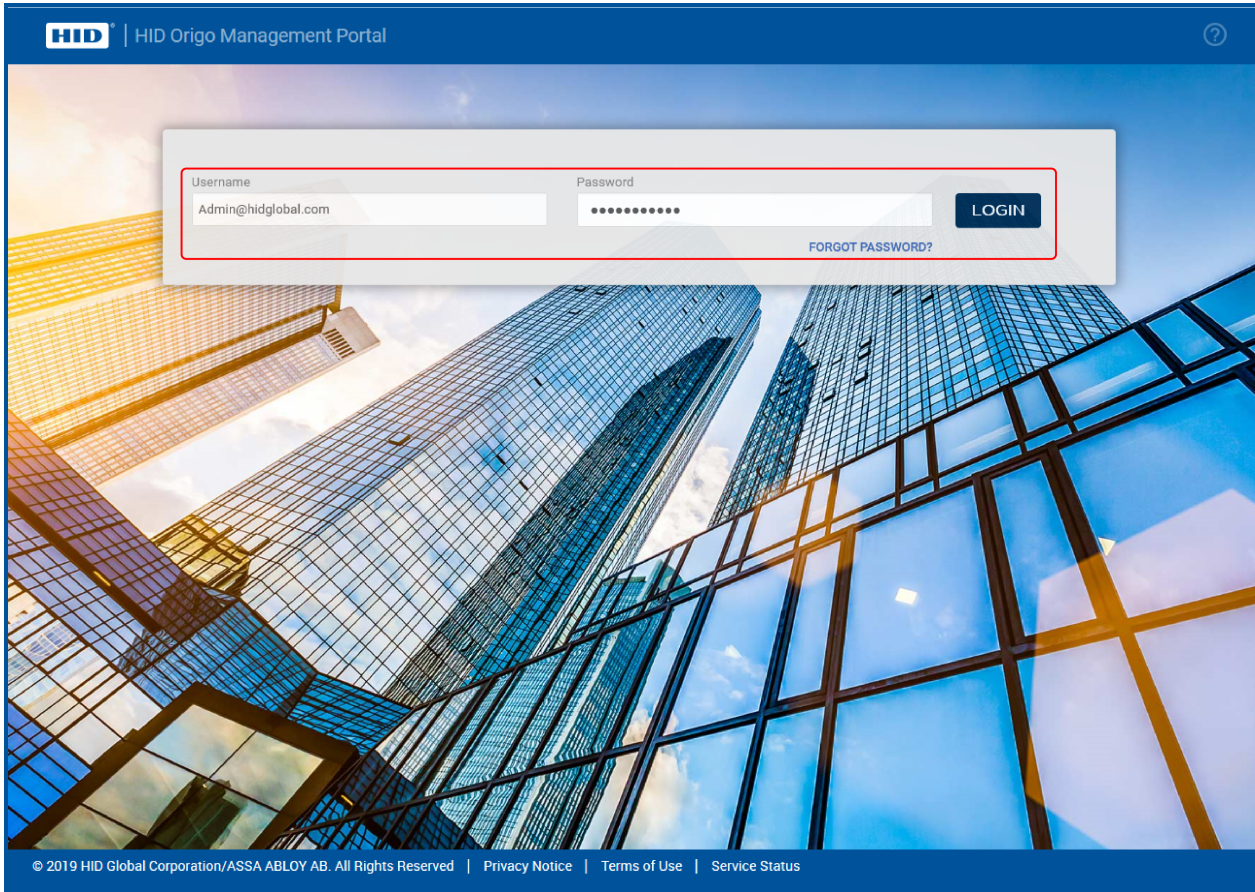 HID® | HID Origo Management Portal ?
Username Password
Admin@hidglobal.com ●●●●●●●●●●● LOGIN
FORGOT PASSWORD?
© 2019 HID Global Corporation/ASSA ABLOY AB. All Rights Reserved | Privacy Notice | Terms of Use | Service Status